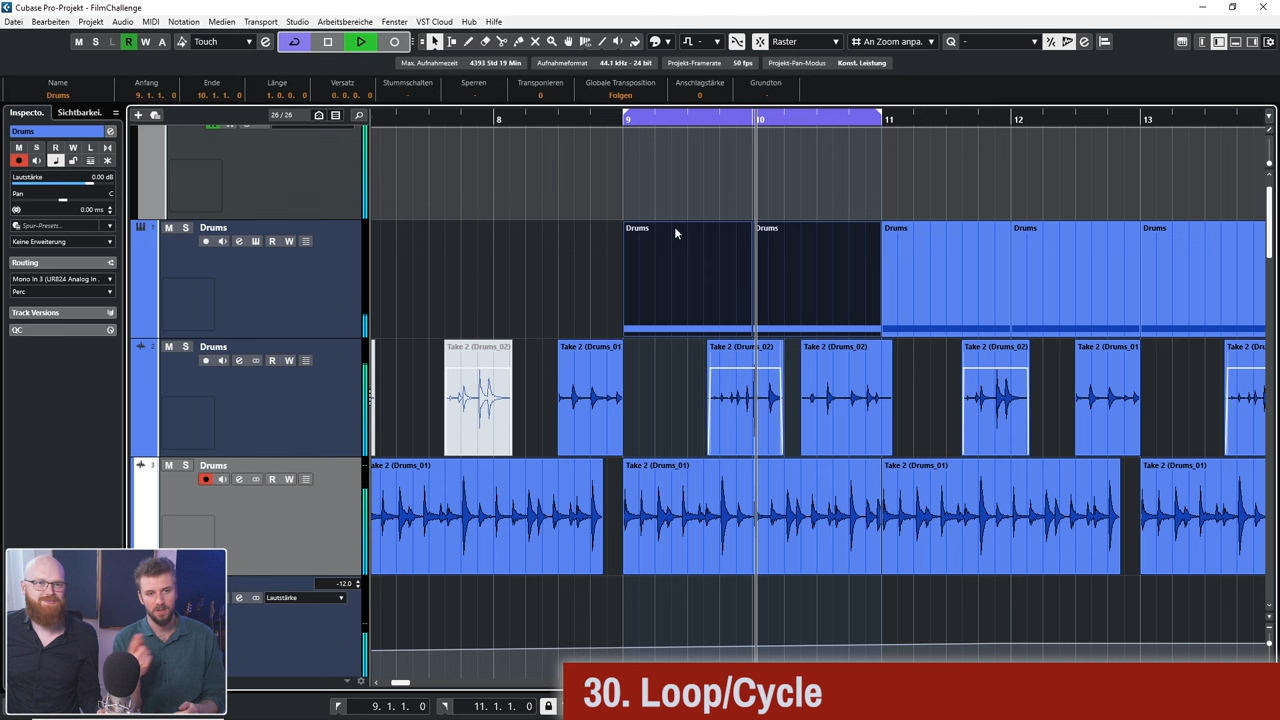 Cubase Pro-Projekt - FilmChallenge
Datei Bearbeiten Projekt Audio MIDI Notation Medien Transport Studio Arbeitsbereiche Fenster VST Cloud Hub Hilfe
M S L R W A Touch Raster An Zoom anpa.
Max. Aufnahmezeit 4393 Std 19 Min Aufnahmeformat 44.1 kHz - 24 bit Projekt-Framerate 50 fps Projekt-Pan-Modus Konst. Leistung
Name Anfang Ende Länge Versatz Stummschalten Sperren Transponieren Globale Transposition Anschlagstärke Grundton
Drums 9. 1. 1. 0 10. 1. 1. 0 1. 0. 0. 0 0. 0. 0. 0 - - 0 Folgen 0 -
Inspecto. Sichtbarkei. 26 / 26 8 9 10 11 12 13
Drums
M S R W L
Lautstärke 0.00 dB
Pan C
0.00 ms
Spur-Presets...
Keine Erweiterung
Routing
Mono In 3 (UR824 Analog In .
Perc
Track Versions
QC
1 M S Drums
R W
Drums Drums Drums Drums Drums
2 M S Drums
R W
Take 2 (Drums_02) Take 2 (Drums_01 Take 2 (Drums_02) Take 2 (Drums_02) Take 2 (Drums_02) Take 2 (Drums_01 Take 2 (Dru
3 M S Drums
R W
ake 2 (Drums_01) Take 2 (Drums_01) Take 2 (Drums_01) Take 2 (Drums_01)
-12.0
Lautstärke
30. Loop/Cycle
9. 1. 1. 0 11. 1. 1. 0